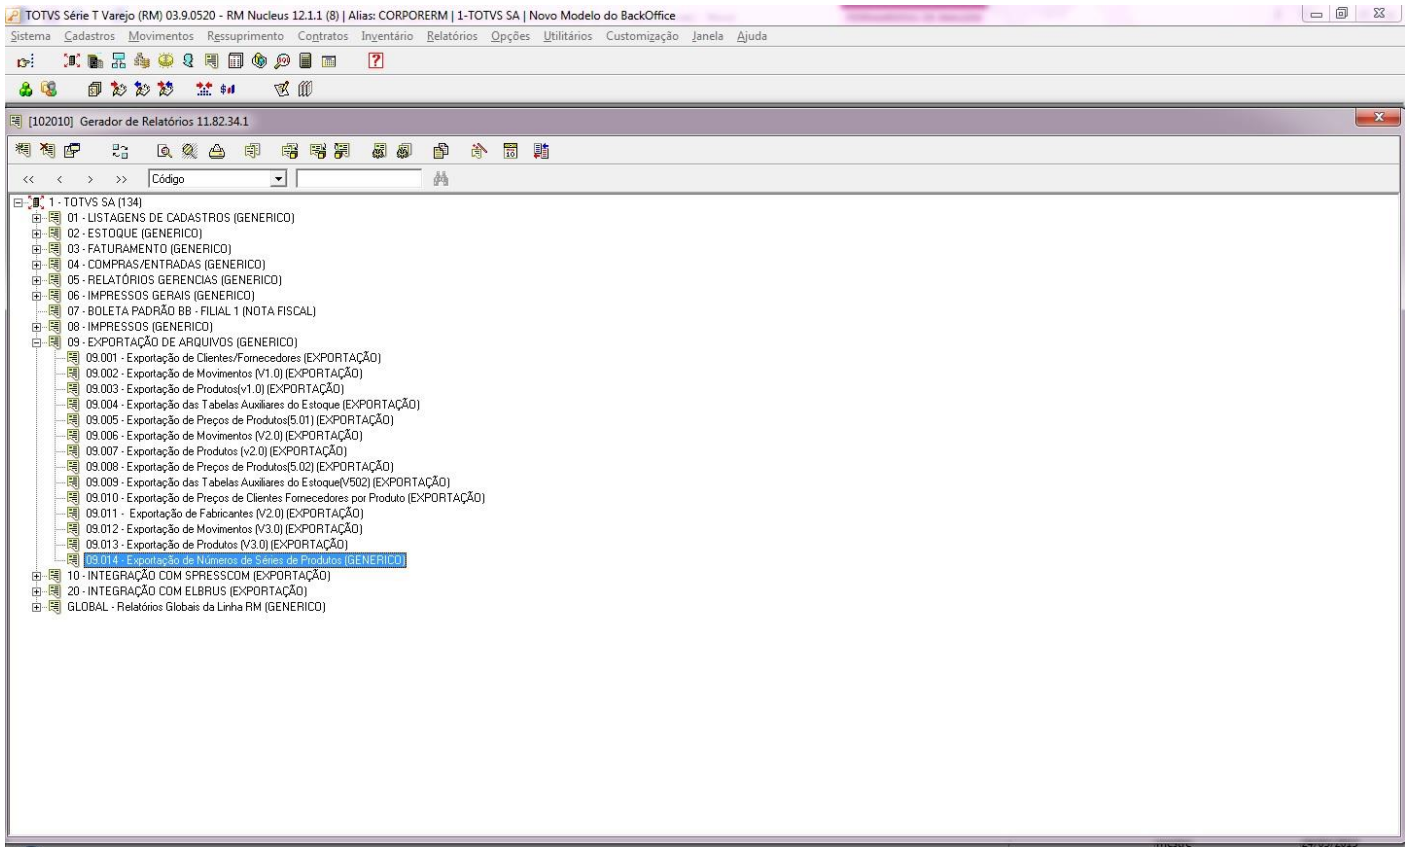 TOTVS Série T Varejo (RM) 03.9.0520 - RM Nucleus 12.1.1 (8) | Alias: CORPORERM | 1-TOTVS SA | Novo Modelo do BackOffice
Sistema Cadastros Movimentos Ressuprimento Contratos Inventário Relatórios Opções Utilitários Customização Janela Ajuda
[102010] Gerador de Relatórios 11.82.34.1
<< < > >> Código
1 - TOTVS SA (134)
01 - LISTAGENS DE CADASTROS (GENERICO)
02 - ESTOQUE (GENERICO)
03 - FATURAMENTO (GENERICO)
04 - COMPRAS/ENTRADAS (GENERICO)
05 - RELATÓRIOS GERENCIAS (GENERICO)
06 - IMPRESSOS GERAIS (GENERICO)
07 - BOLETA PADRÃO BB - FILIAL 1 (NOTA FISCAL)
08 - IMPRESSOS (GENERICO)
09 - EXPORTAÇÃO DE ARQUIVOS (GENERICO)
09.001 - Exportação de Clientes/Fornecedores (EXPORTAÇÃO)
09.002 - Exportação de Movimentos (V1.0) (EXPORTAÇÃO)
09.003 - Exportação de Produtos(v1.0) (EXPORTAÇÃO)
09.004 - Exportação das Tabelas Auxiliares do Estoque (EXPORTAÇÃO)
09.005 - Exportação de Preços de Produtos(5.01) (EXPORTAÇÃO)
09.006 - Exportação de Movimentos (V2.0) (EXPORTAÇÃO)
09.007 - Exportação de Produtos (v2.0) (EXPORTAÇÃO)
09.008 - Exportação de Preços de Produtos(5.02) (EXPORTAÇÃO)
09.009 - Exportação das Tabelas Auxiliares do Estoque(V502) (EXPORTAÇÃO)
09.010 - Exportação de Preços de Clientes Fornecedores por Produto (EXPORTAÇÃO)
09.011 - Exportação de Fabricantes (V2.0) (EXPORTAÇÃO)
09.012 - Exportação de Movimentos (V3.0) (EXPORTAÇÃO)
09.013 - Exportação de Produtos (V3.0) (EXPORTAÇÃO)
09.014 - Exportação de Números de Séries de Produtos (GENERICO)
10 - INTEGRAÇÃO COM SPRESSCOM (EXPORTAÇÃO)
20 - INTEGRAÇÃO COM ELBRUS (EXPORTAÇÃO)
GLOBAL - Relatórios Globais da Linha RM (GENERICO)